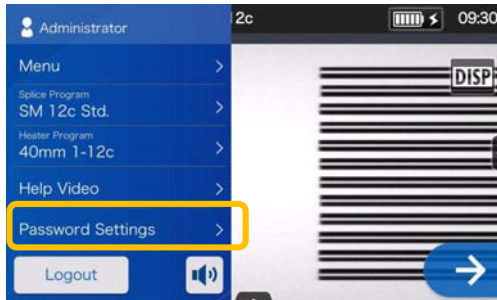 Administrator
Menu
Splice Program
SM 12c Std.
Heater Program
40mm 1-12c
Help Video
Password Settings
Logout
12c
09:30
DISP